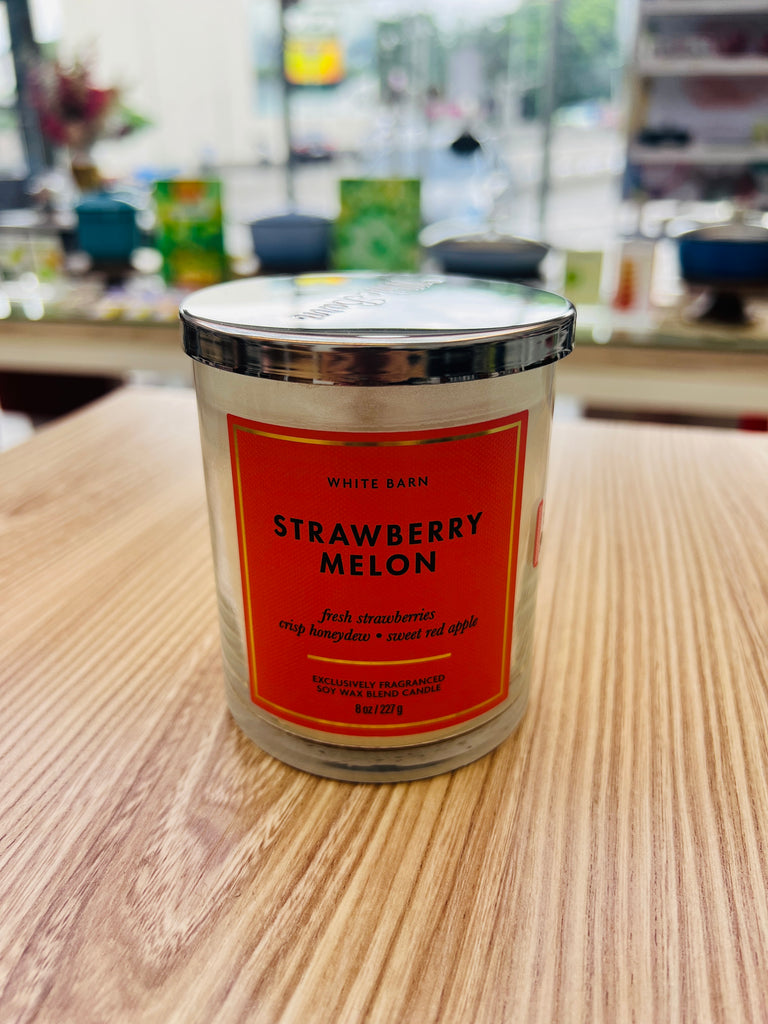 WHITE BARN
STRAWBERRY
MELON
fresh strawberries
crisp honeydew • sweet red apple
EXCLUSIVELY FRAGRANCED
SOY WAX BLEND CANDLE
8 oz / 227 g